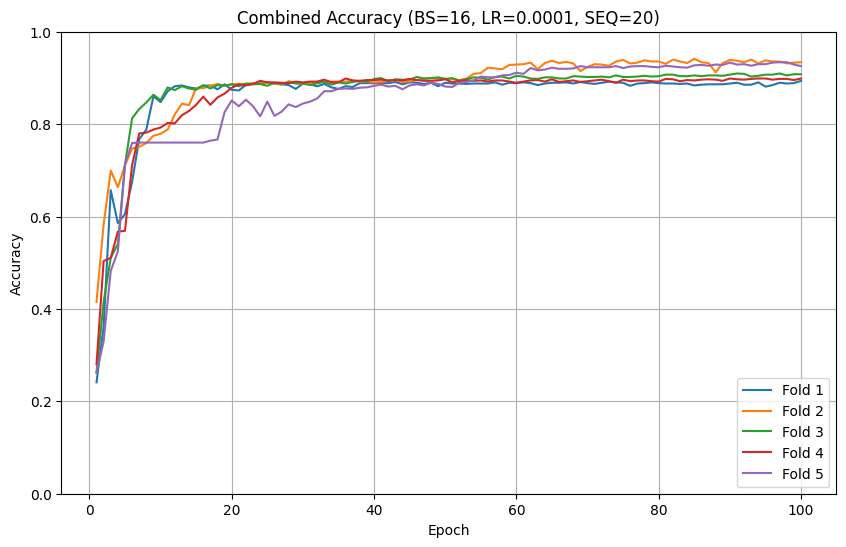 Combined Accuracy (BS=16, LR=0.0001, SEQ=20)
1.0
0.8
0.6
0.4
0.2
0.0
Accuracy
0 20 40 60 80 100
Epoch
Fold 1
Fold 2
Fold 3
Fold 4
Fold 5